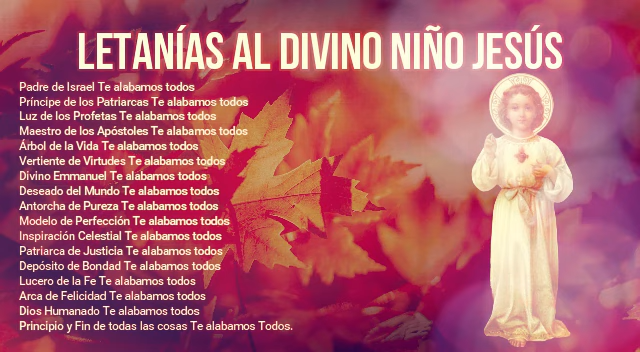 LETANÍAS AL DIVINO NIÑO JESÚS
Padre de Israel Te alabamos todos
Príncipe de los Patriarcas Te alabamos todos
Luz de los Profetas Te alabamos todos
Maestro de los Apóstoles Te alabamos todos
Árbol de la Vida Te alabamos todos
Vertiente de Virtudes Te alabamos todos
Divino Emmanuel Te alabamos todos
Deseado del Mundo Te alabamos todos
Antorcha de Pureza Te alabamos todos
Modelo de Perfección Te alabamos todos
Inspiración Celestial Te alabamos todos
Patriarca de Justicia Te alabamos todos
Depósito de Bondad Te alabamos todos
Lucero de la Fe Te alabamos todos
Arca de Felicidad Te alabamos todos
Dios Humanado Te alabamos todos
Principio y Fin de todas las cosas Te alabamos Todos.